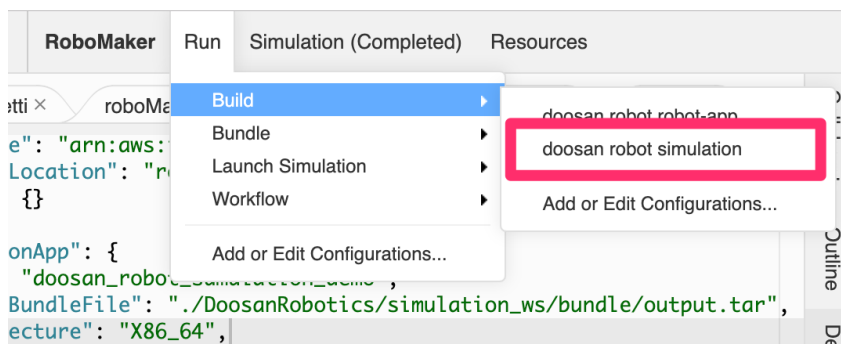 RoboMaker Run Simulation (Completed) Resources
etti × roboMa
Build
Bundle
Launch Simulation
Workflow
Add or Edit Configurations...
doosan robot robot-app
doosan robot simulation
Add or Edit Configurations...
e": "arn:aws:
Location": "r
{}
onApp": {
"doosan_robot_simulation_demo",
BundleFile": "./DoosanRobotics/simulation_ws/bundle/output.tar",
ecture": "X86_64",
Outline